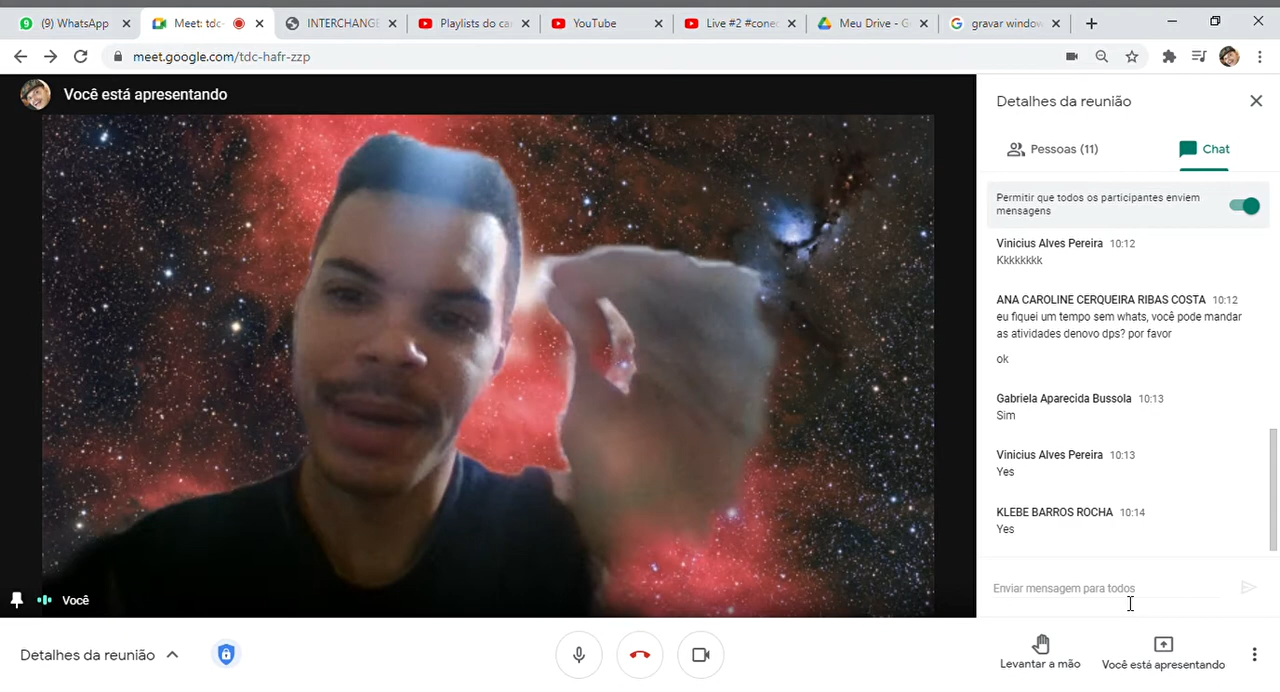 (9) WhatsApp
Meet: tdc-
INTERCHANGE
Playlists do ca
YouTube
Live #2 #conec
Meu Drive - G
gravar window
meet.google.com/tdc-hafr-zzp
Você está apresentando
Detalhes da reunião
Pessoas (11)
Chat
Permitir que todos os participantes enviem
mensagens
Vinicius Alves Pereira 10:12
Kkkkkkkk
ANA CAROLINE CERQUEIRA RIBAS COSTA 10:12
eu fiquei um tempo sem whats, você pode mandar
as atividades denovo dps? por favor
ok
Gabriela Aparecida Bussola 10:13
Sim
Vinicius Alves Pereira 10:13
Yes
KLEBE BARROS ROCHA 10:14
Yes
Enviar mensagem para todos
Você
Detalhes da reunião
Levantar a mão
Você está apresentando